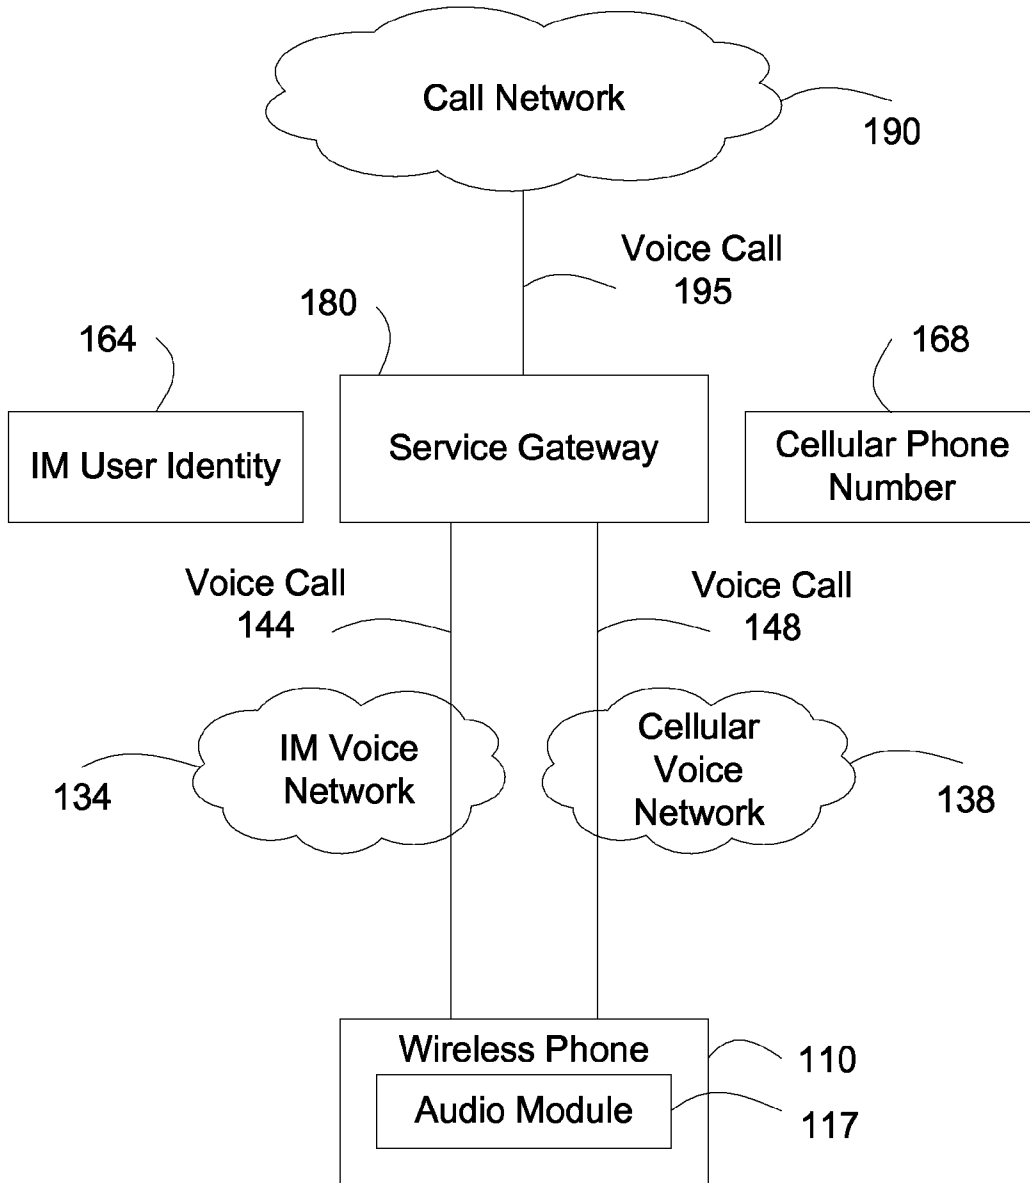 Call Network
190
Voice Call
195
180
164
168
IM User Identity
Service Gateway
Cellular Phone
Number
Voice Call
144
Voice Call
148
IM Voice
Network
134
Cellular
Voice
Network
138
Wireless Phone
110
Audio Module
117